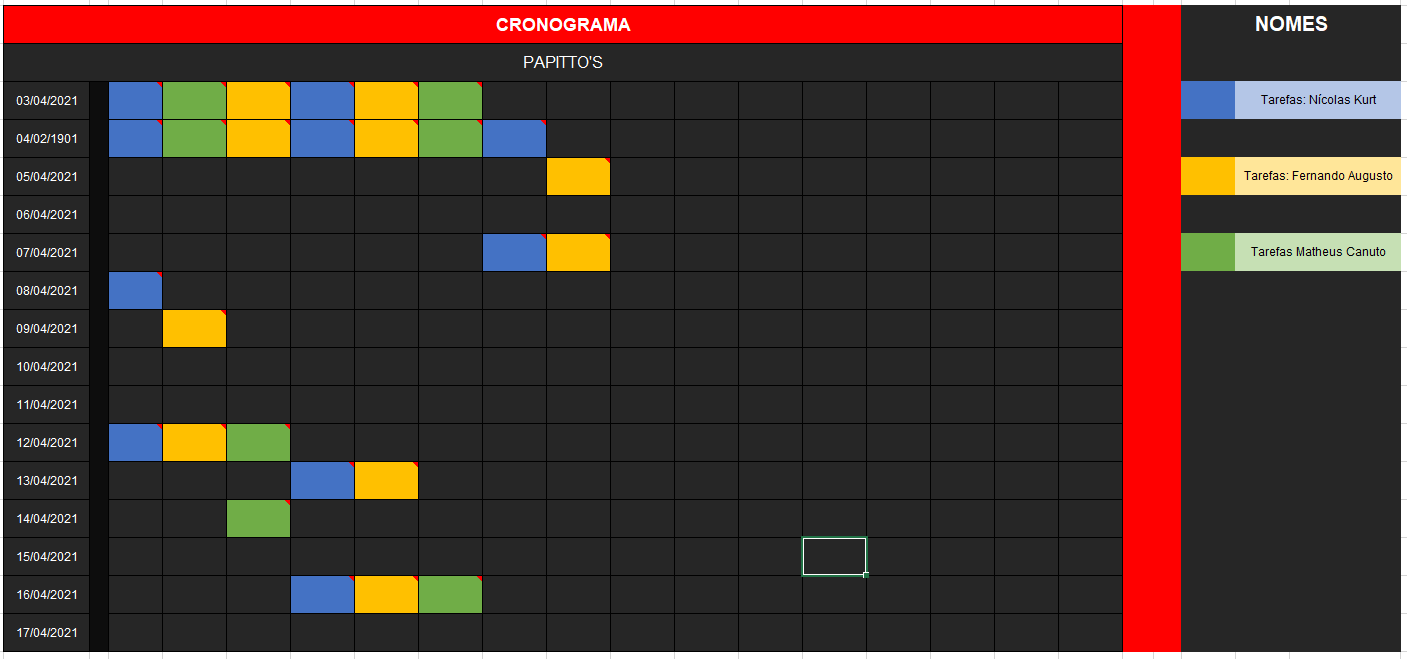 CRONOGRAMA
NOMES
PAPITTO'S
03/04/2021
Tarefas: Nícolas Kurt
04/02/1901
05/04/2021
Tarefas: Fernando Augusto
06/04/2021
07/04/2021
Tarefas Matheus Canuto
08/04/2021
09/04/2021
10/04/2021
11/04/2021
12/04/2021
13/04/2021
14/04/2021
15/04/2021
16/04/2021
17/04/2021